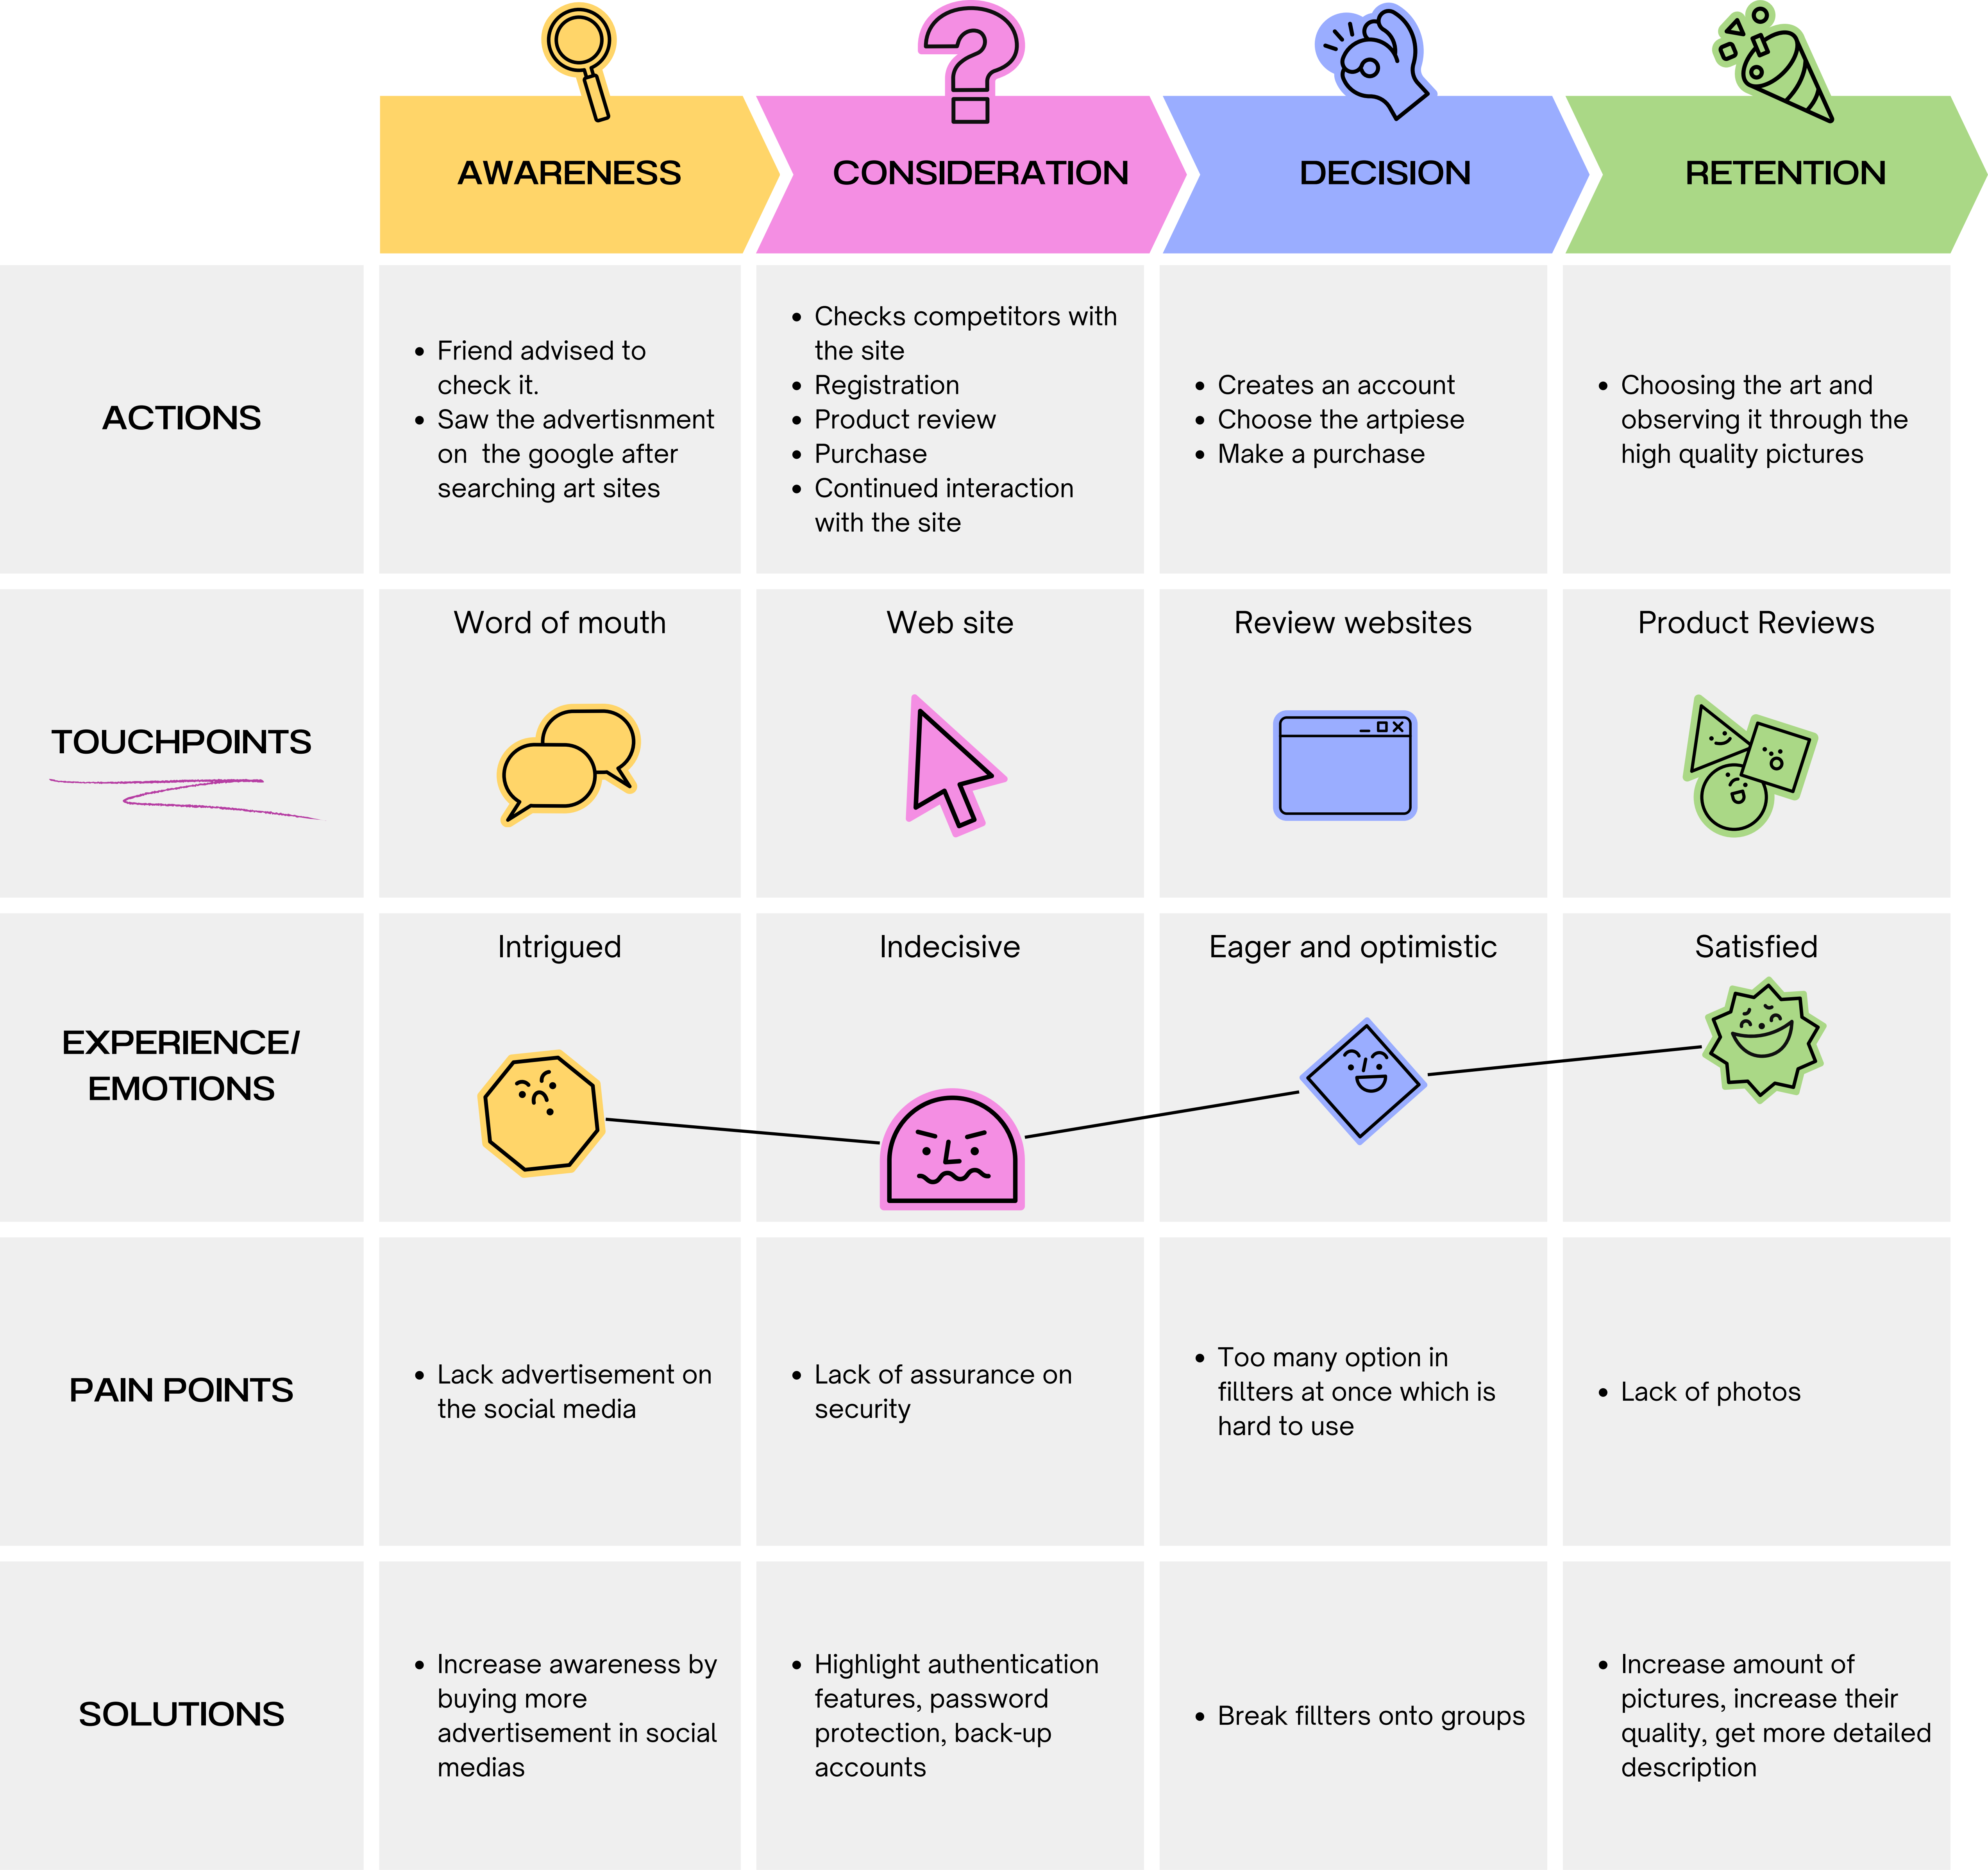 AWARENESS
CONSIDERATION
DECISION
RETENTION
ACTIONS
• Friend advised to
check it.
• Saw the advertisnment
on  the google after
searching art sites
• Checks competitors with
the site
• Registration
• Product review
• Purchase
• Continued interaction
with the site
• Creates an account
• Choose the artpiese
• Make a purchase
• Choosing the art and
observing it through the
high quality pictures
TOUCHPOINTS
Word of mouth
Web site
Review websites
Product Reviews
EXPERIENCE/
EMOTIONS
Intrigued
Indecisive
Eager and optimistic
Satisfied
PAIN POINTS
• Lack advertisement on
the social media
• Lack of assurance on
security
• Too many option in
fillters at once which is
hard to use
• Lack of photos
SOLUTIONS
• Increase awareness by
buying more
advertisement in social
medias
• Highlight authentication
features, password
protection, back-up
accounts
• Break fillters onto groups
• Increase amount of
pictures, increase their
quality, get more detailed
description